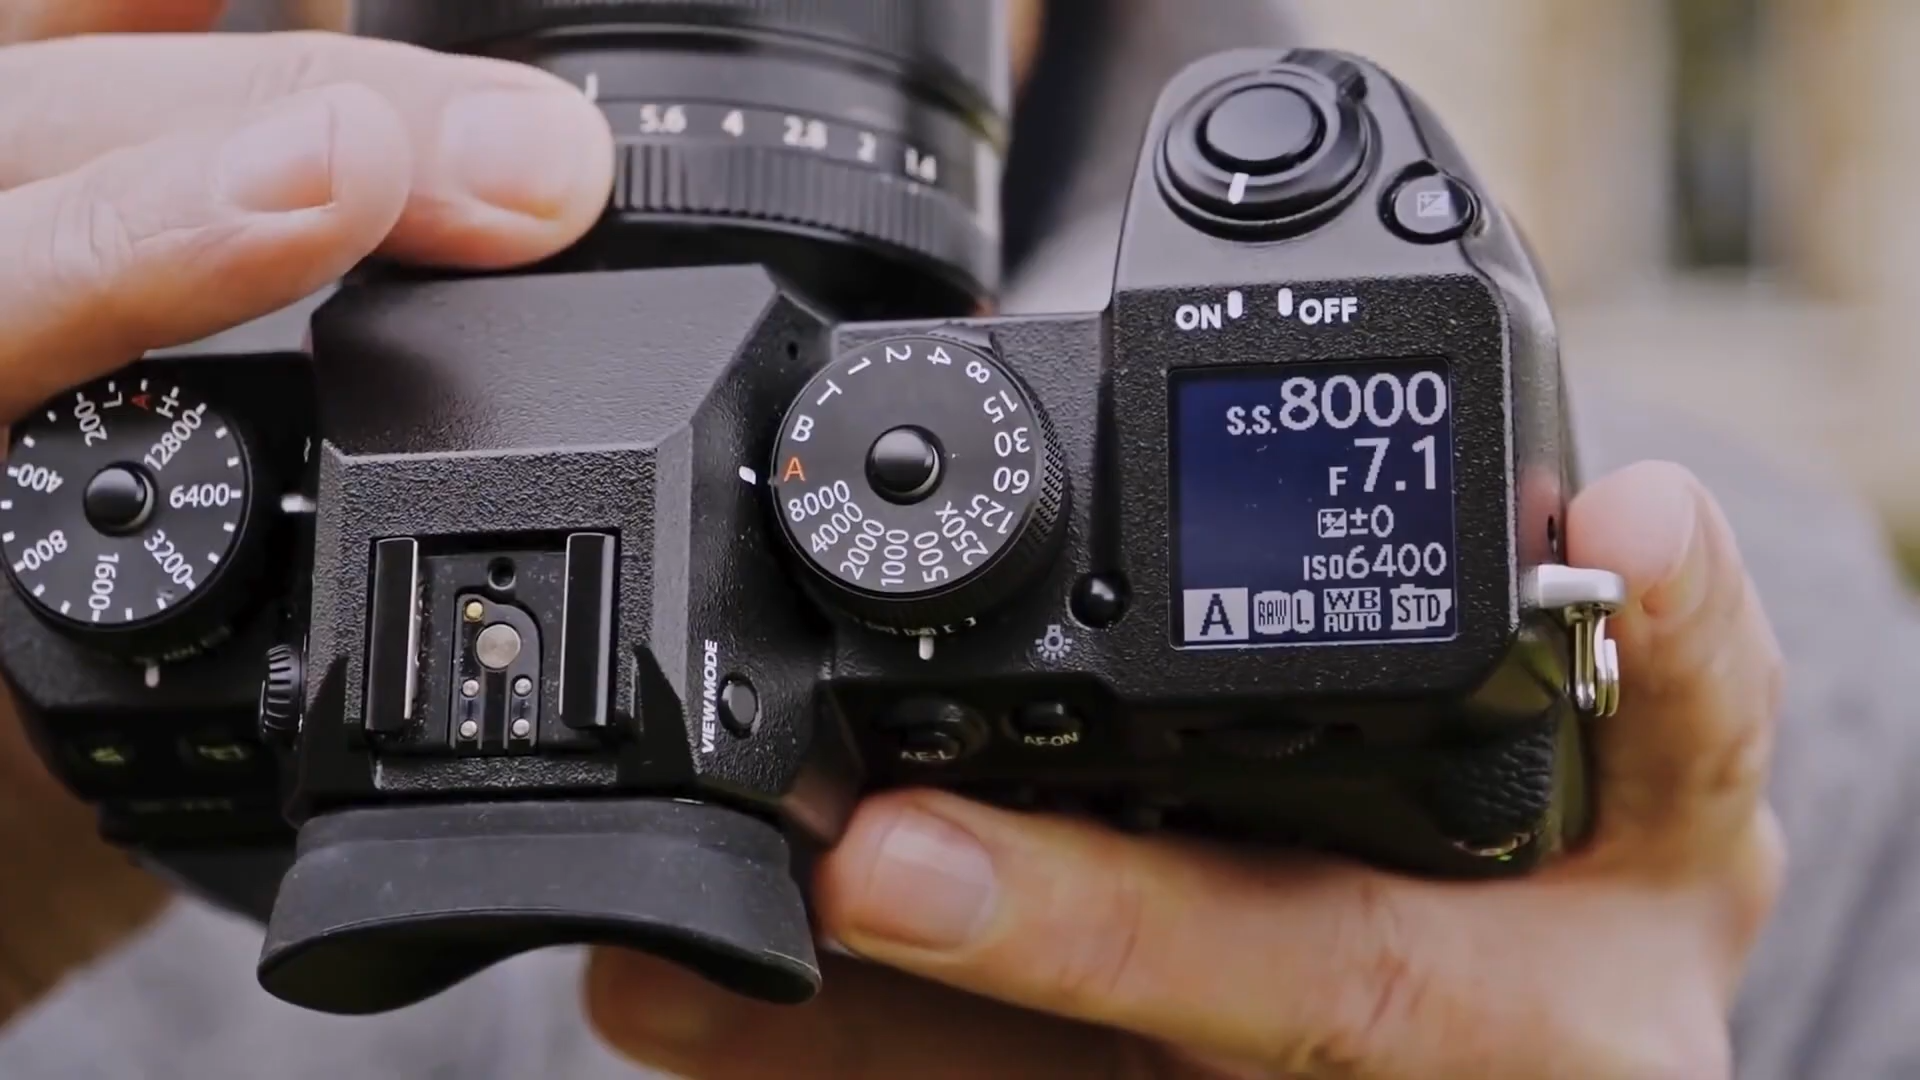 5.6 4 2.8 2 1.4
ON OFF
S.S. 8000
F 7.1
±0
ISO 6400
A RAW L WB AUTO STD
L A H
200 12800
400 6400
800 3200
1600
T 1 2 4 8 15 30 60 125 250X 500 1000 2000 4000 8000 A B
VIEW MODE
AE-L AF-ON